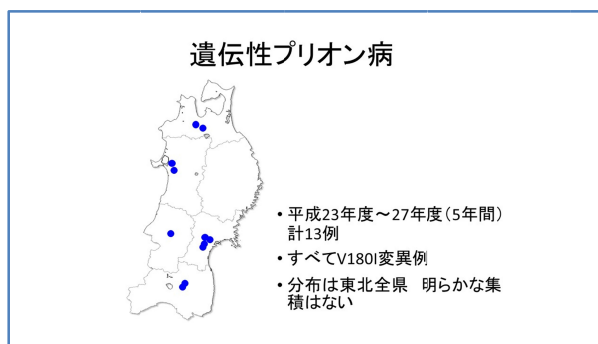 遺伝性プリオン病
• 平成23年度～27年度（5年間）
計13例
• すべてV180I変異例
• 分布は東北全県　明らかな集
積はない